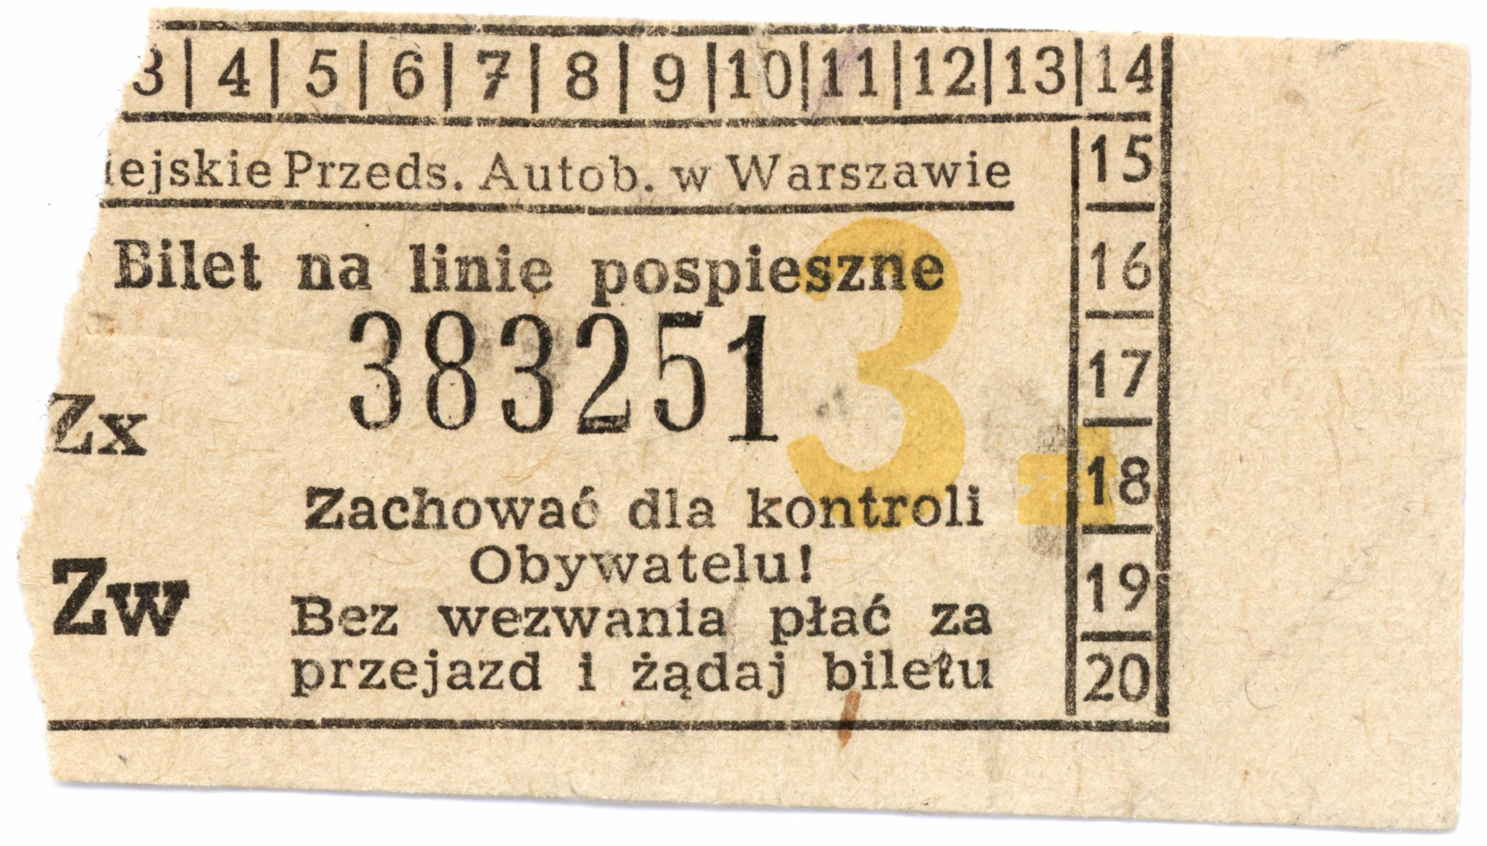 3 | 4 | 5 | 6 | 7 | 8 | 9 | 10 | 11 | 12 | 13 | 14
iejskie Przeds. Autob. w Warszawie
15
Bilet na linie pospieszne
16
383251
3.
17
Zx
18
Zachować dla kontroli
Obywatelu!
19
Zw
Bez wezwania płać za
przejazd i żądaj biletu
20